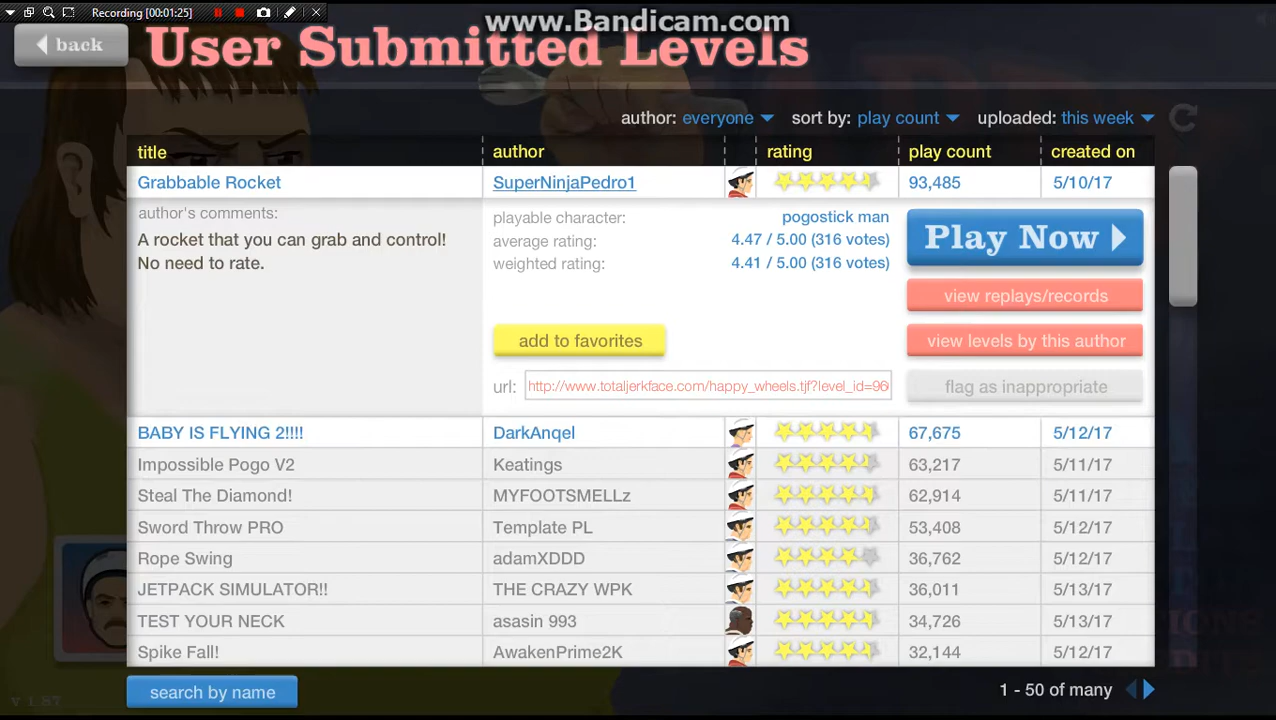 Recording [00:01:25]
www.Bandicam.com
back
User Submitted Levels
author: everyone sort by: play count uploaded: this week
title author rating play count created on
Grabbable Rocket SuperNinjaPedro1 93,485 5/10/17
author's comments:
A rocket that you can grab and control!
No need to rate.
playable character: pogostick man
average rating: 4.47 / 5.00 (316 votes)
weighted rating: 4.41 / 5.00 (316 votes)
add to favorites
url: http://www.totaljerkface.com/happy_wheels.tjf?level_id=96
Play Now
view replays/records
view levels by this author
flag as inappropriate
BABY IS FLYING 2!!!! DarkAnqel 67,675 5/12/17
Impossible Pogo V2 Keatings 63,217 5/11/17
Steal The Diamond! MYFOOTSMELLz 62,914 5/11/17
Sword Throw PRO Template PL 53,408 5/12/17
Rope Swing adamXDDD 36,762 5/12/17
JETPACK SIMULATOR!! THE CRAZY WPK 36,011 5/13/17
TEST YOUR NECK asasin 993 34,726 5/13/17
Spike Fall! AwakenPrime2K 32,144 5/12/17
search by name
1 - 50 of many
v 1.87